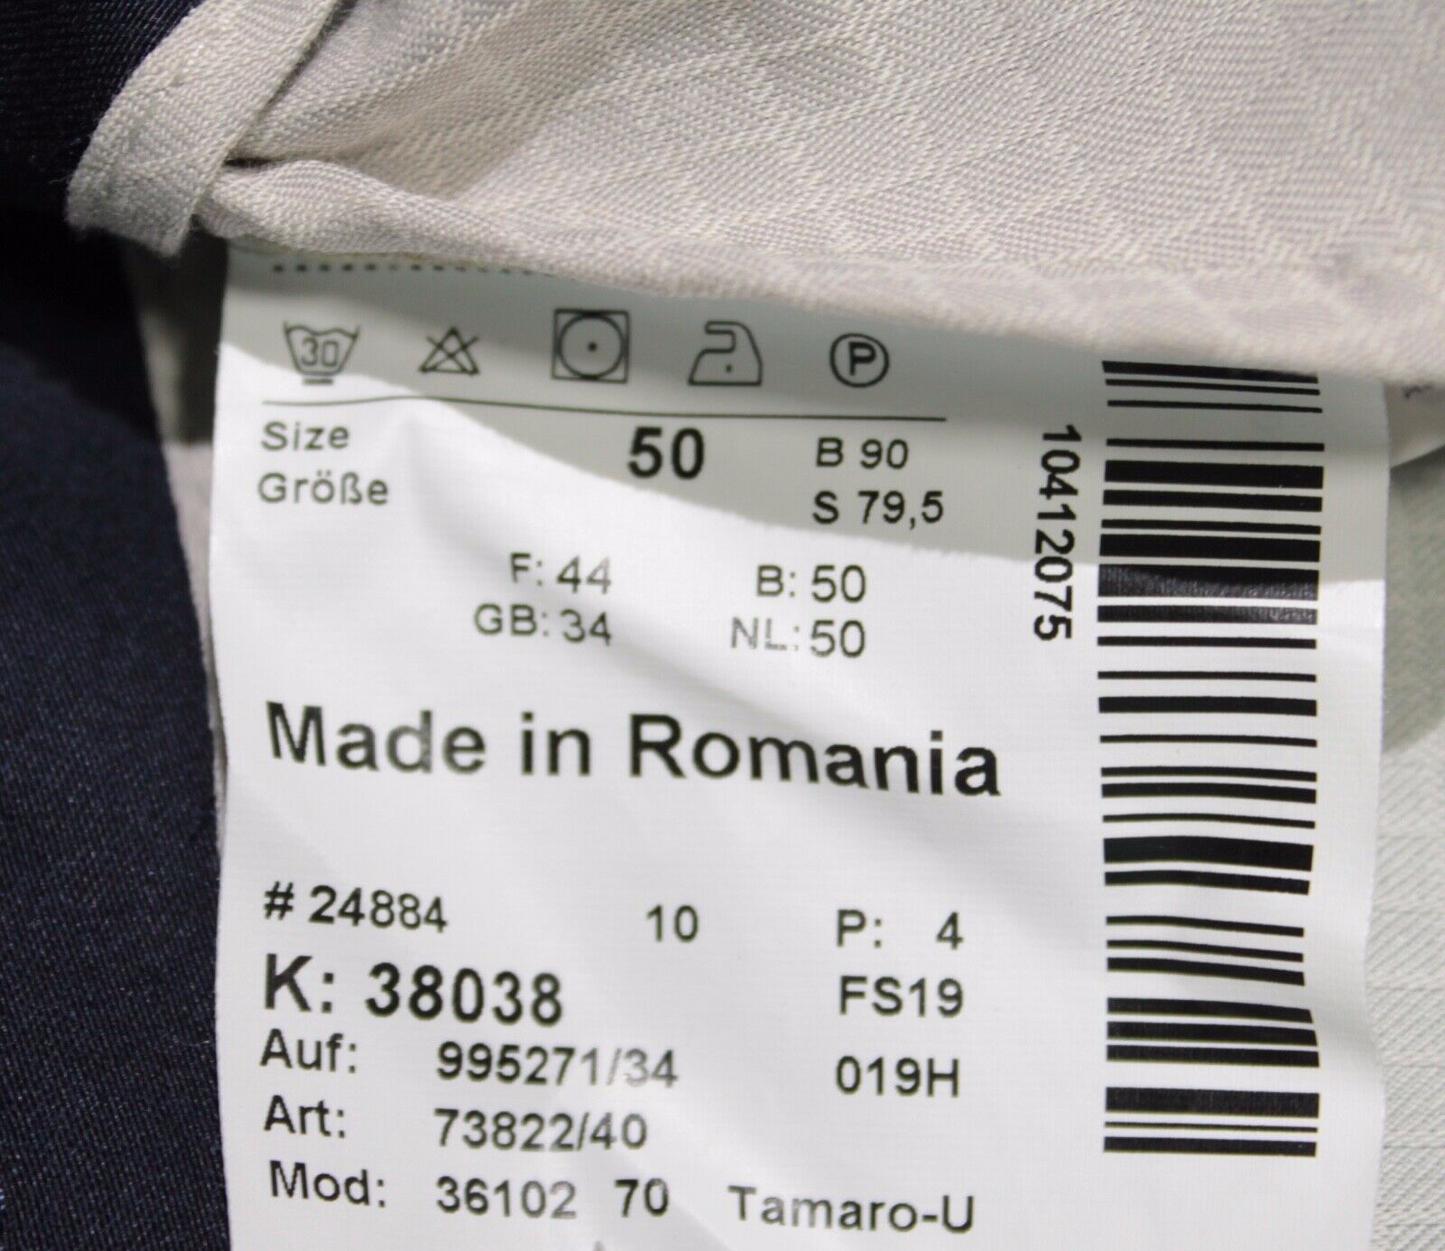 30 P
Size 50 B 90
Größe S 79,5
F: 44 B: 50
GB: 34 NL: 50
Made in Romania
# 24884 10 P: 4
K: 38038 FS19
Auf: 995271/34 019H
Art: 73822/40
Mod: 36102 70 Tamaro-U
10412075